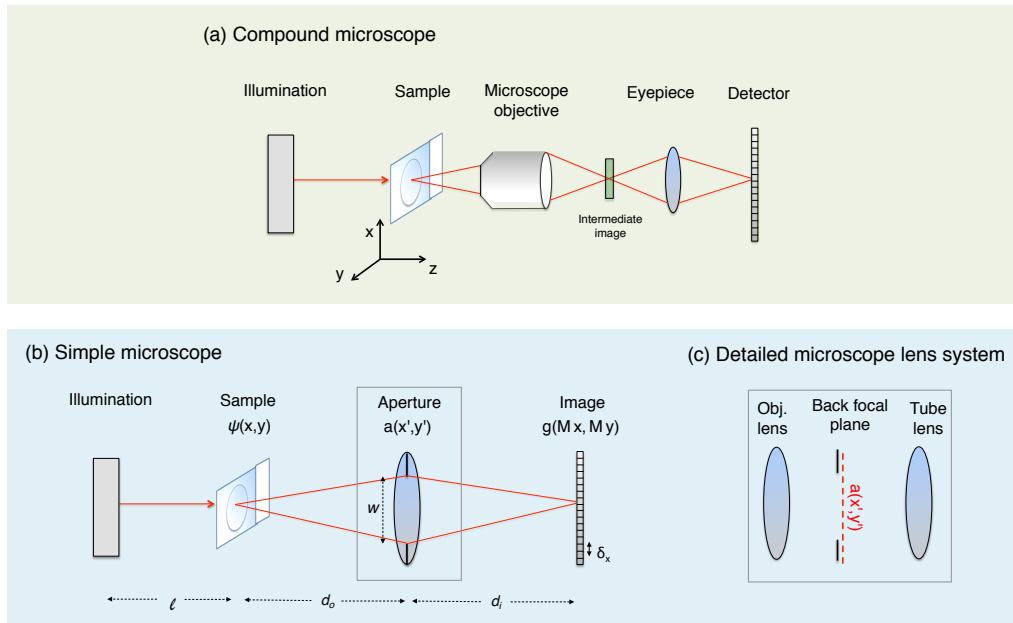 (a) Compound microscope
Illumination
Sample
Microscope
objective
Eyepiece
Detector
Intermediate
image
x
y
z
(b) Simple microscope
Illumination
Sample
ψ(x,y)
Aperture
a(x',y')
Image
g(M x, M y)
w
δx
ℓ
do
di
(c) Detailed microscope lens system
Obj.
lens
Back focal
plane
Tube
lens
a(x',y')